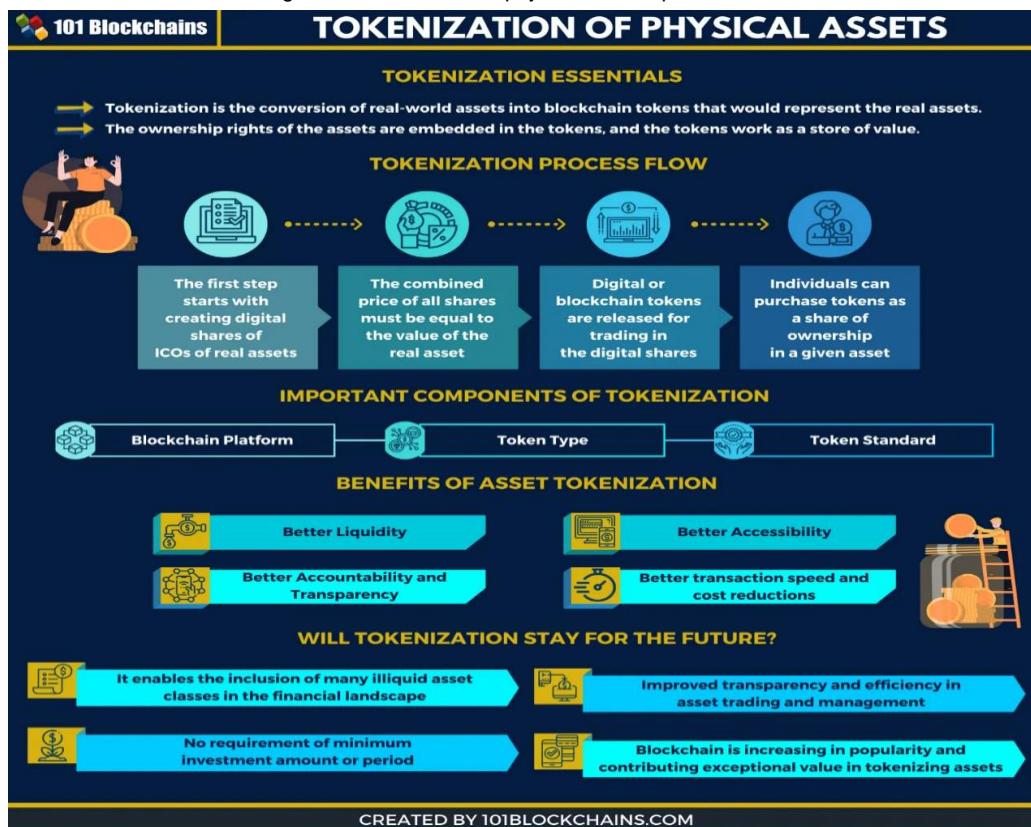 101 Blockchains
TOKENIZATION OF PHYSICAL ASSETS
TOKENIZATION ESSENTIALS
Tokenization is the conversion of real-world assets into blockchain tokens that would represent the real assets.
The ownership rights of the assets are embedded in the tokens, and the tokens work as a store of value.
TOKENIZATION PROCESS FLOW
The first step
starts with
creating digital
shares of
ICOs of real assets
The combined
price of all shares
must be equal to
the value of the
real asset
Digital or
blockchain tokens
are released for
trading in
the digital shares
Individuals can
purchase tokens as
a share of
ownership
in a given asset
IMPORTANT COMPONENTS OF TOKENIZATION
Blockchain Platform
Token Type
Token Standard
BENEFITS OF ASSET TOKENIZATION
Better Liquidity
Better Accessibility
Better Accountability and
Transparency
Better transaction speed and
cost reductions
WILL TOKENIZATION STAY FOR THE FUTURE?
It enables the inclusion of many illiquid asset
classes in the financial landscape
Improved transparency and efficiency in
asset trading and management
No requirement of minimum
investment amount or period
Blockchain is increasing in popularity and
contributing exceptional value in tokenizing assets
CREATED BY 101BLOCKCHAINS.COM